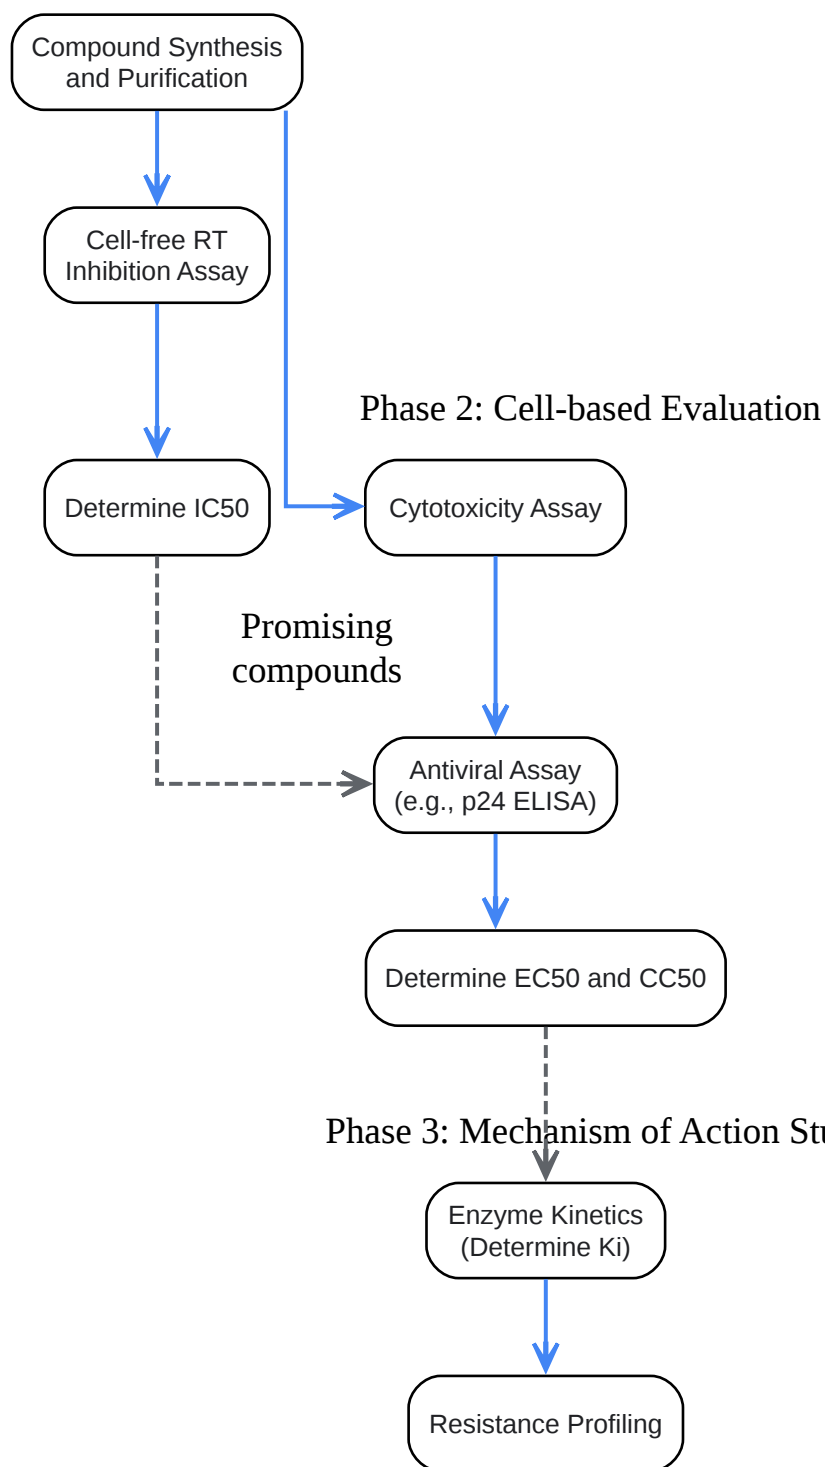 Compound Synthesis
and Purification
Cell-free RT
Inhibition Assay
Phase 2: Cell-based Evaluation
Determine IC50
Cytotoxicity Assay
Promising
compounds
Antiviral Assay
(e.g., p24 ELISA)
Determine EC50 and CC50
Phase 3: Mechanism of Action Stu
Enzyme Kinetics
(Determine Ki)
Resistance Profiling